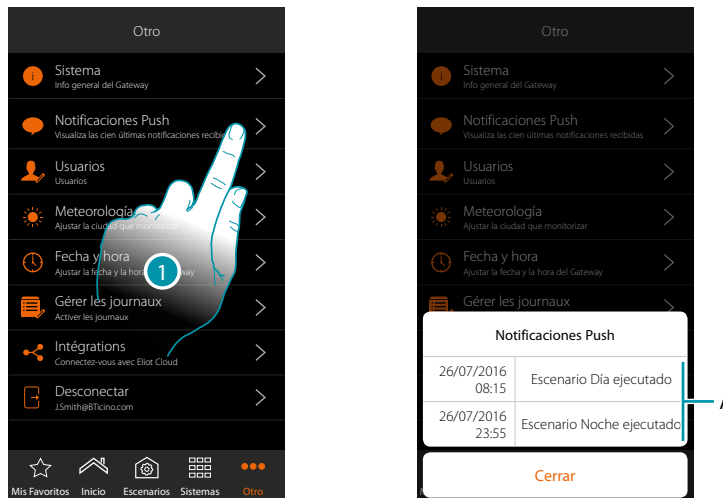 Otro
Sistema
Info general del Gateway
Notificaciones Push
Visualiza las cien últimas notificaciones
Usuarios
Usuarios
Meteorología
Ajustar la ciudad que monitorizar
Fecha y hora
Ajustar la fecha y la hora
1
Gérer les journaux
Activer les journaux
Intégrations
Connectez-vous avec Eliot Cloud
Desconectar
J.Smith@BTicino.com
Mis Favoritos
Inicio
Escenarios
Sistemas
Otro
Otro
Sistema
Info general del Gateway
Notificaciones Push
Visualiza las cien últimas notificaciones recibidas
Usuarios
Usuarios
Meteorología
Ajustar la ciudad que monitorizar
Fecha y hora
Ajustar la fecha y la hora del Gateway
Gérer les journaux
Notificaciones Push
26/07/2016
08:15
Escenario Día ejecutado
26/07/2016
23:55
Escenario Noche ejecutado
A
Cerrar